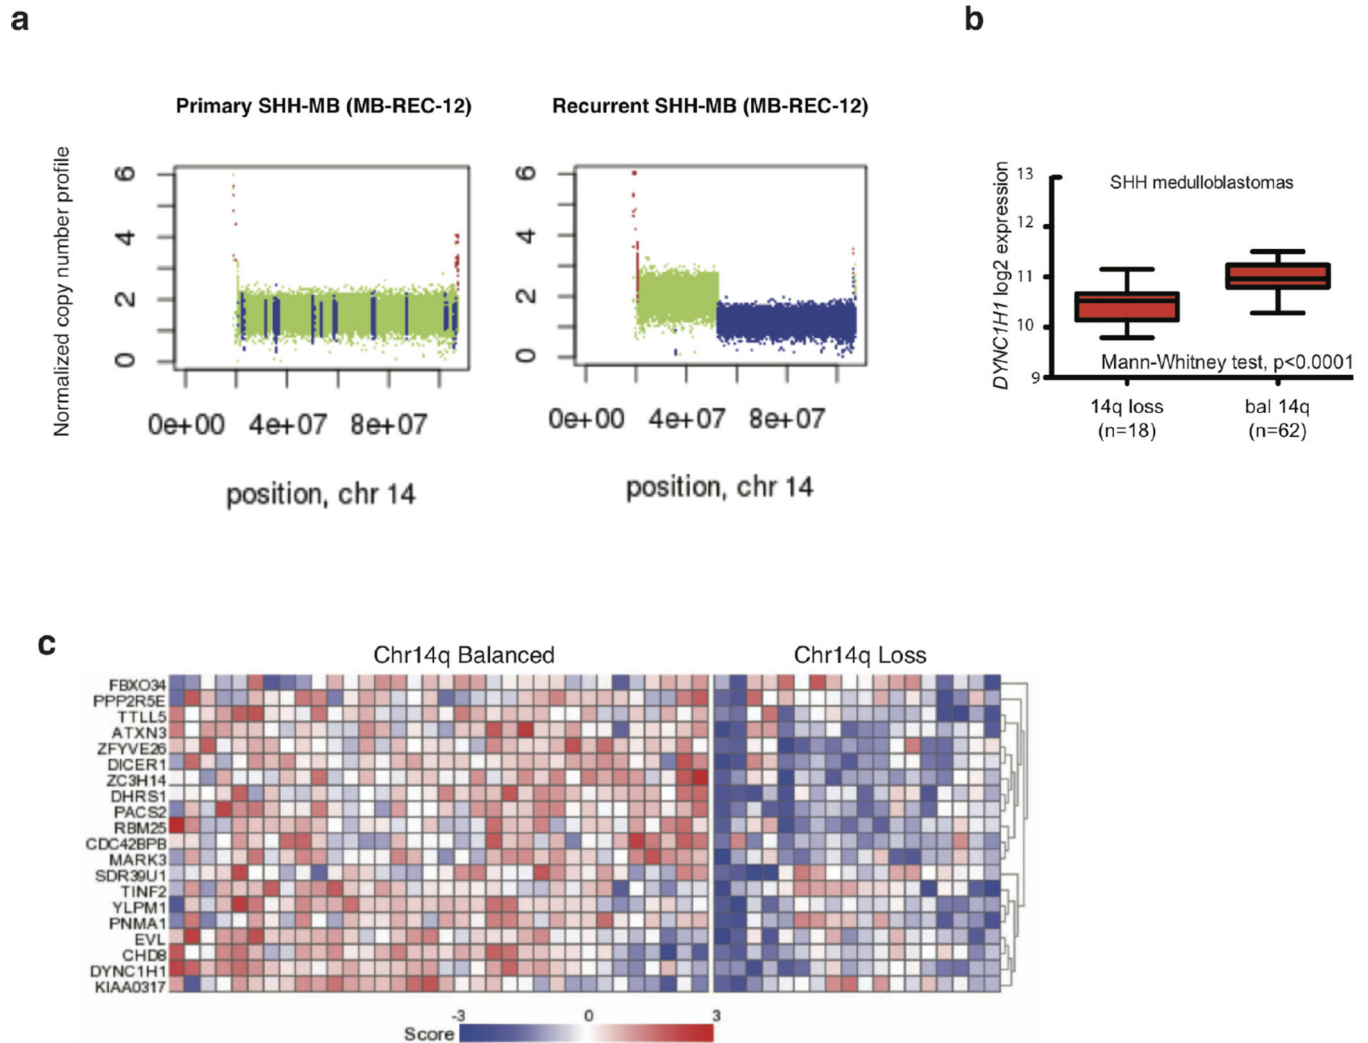 a
b
Primary SHH-MB (MB-REC-12)
Recurrent SHH-MB (MB-REC-12)
Normalized copy number profile
6
4
2
0
0e+00 4e+07 8e+07
position, chr 14
6
4
2
0
0e+00 4e+07 8e+07
position, chr 14
DYNC1H1 log2 expression
13
12
11
10
9
SHH medulloblastomas
Mann-Whitney test, p<0.0001
14q loss
(n=18)
bal 14q
(n=62)
c
Chr14q Balanced
Chr14q Loss
FBXO34
PPP2R5E
TTLL5
ATXN3
ZFYVE26
DICER1
ZC3H14
DHRS1
PACS2
RBM25
CDC42BPB
MARK3
SDR39U1
TINF2
YLPM1
PNMA1
EVL
CHD8
DYNC1H1
KIAA0317
-3 0 3
Score